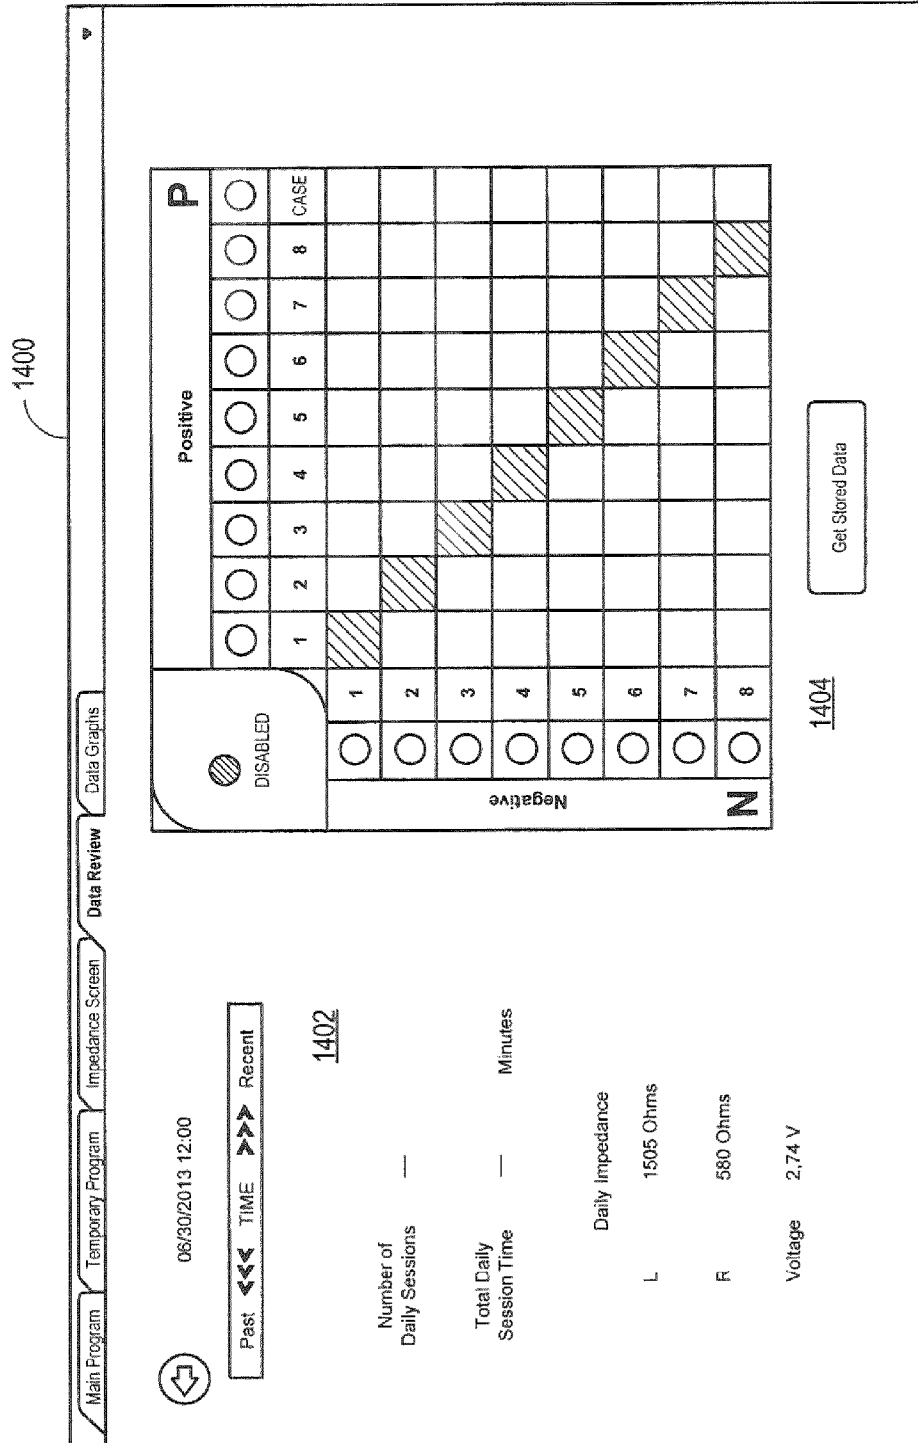 1400
Main Program
Temporary Program
Impedance Screen
Data Review
Data Graphs
06/30/2013 12:00
Past <<< TIME >>> Recent
1402
Number of
Daily Sessions —
Total Daily
Session Time — Minutes
Daily Impedance
L 1505 Ohms
R 580 Ohms
Voltage 2,74 V
DISABLED
Positive P
1 2 3 4 5 6 7 8 CASE
Negative
N
1
2
3
4
5
6
7
8
1404
Get Stored Data